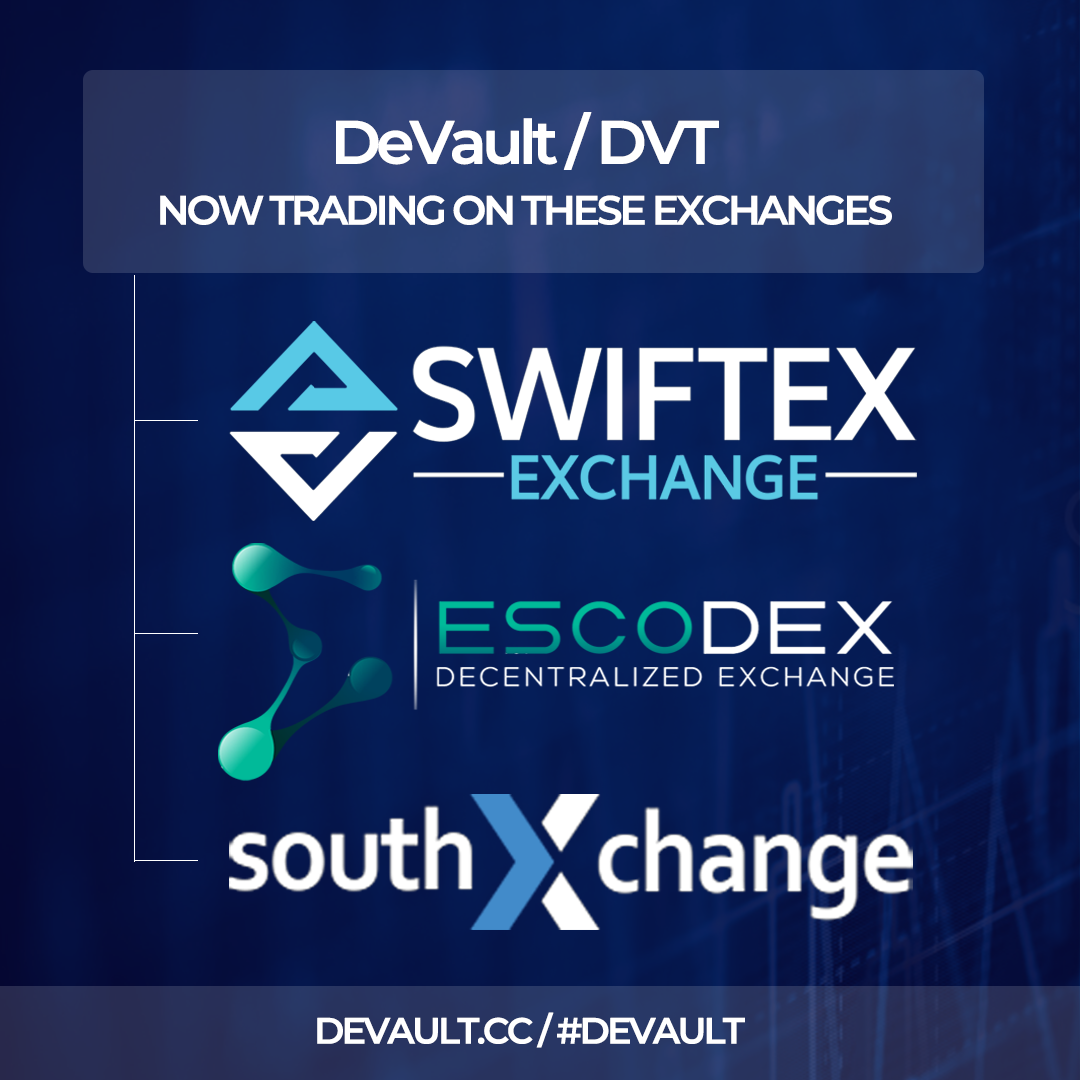 DeVault / DVT
NOW TRADING ON THESE EXCHANGES
SWIFTEX
EXCHANGE
ESCODEX
DECENTRALIZED EXCHANGE
southXchange
DEVAULT.CC / #DEVAULT